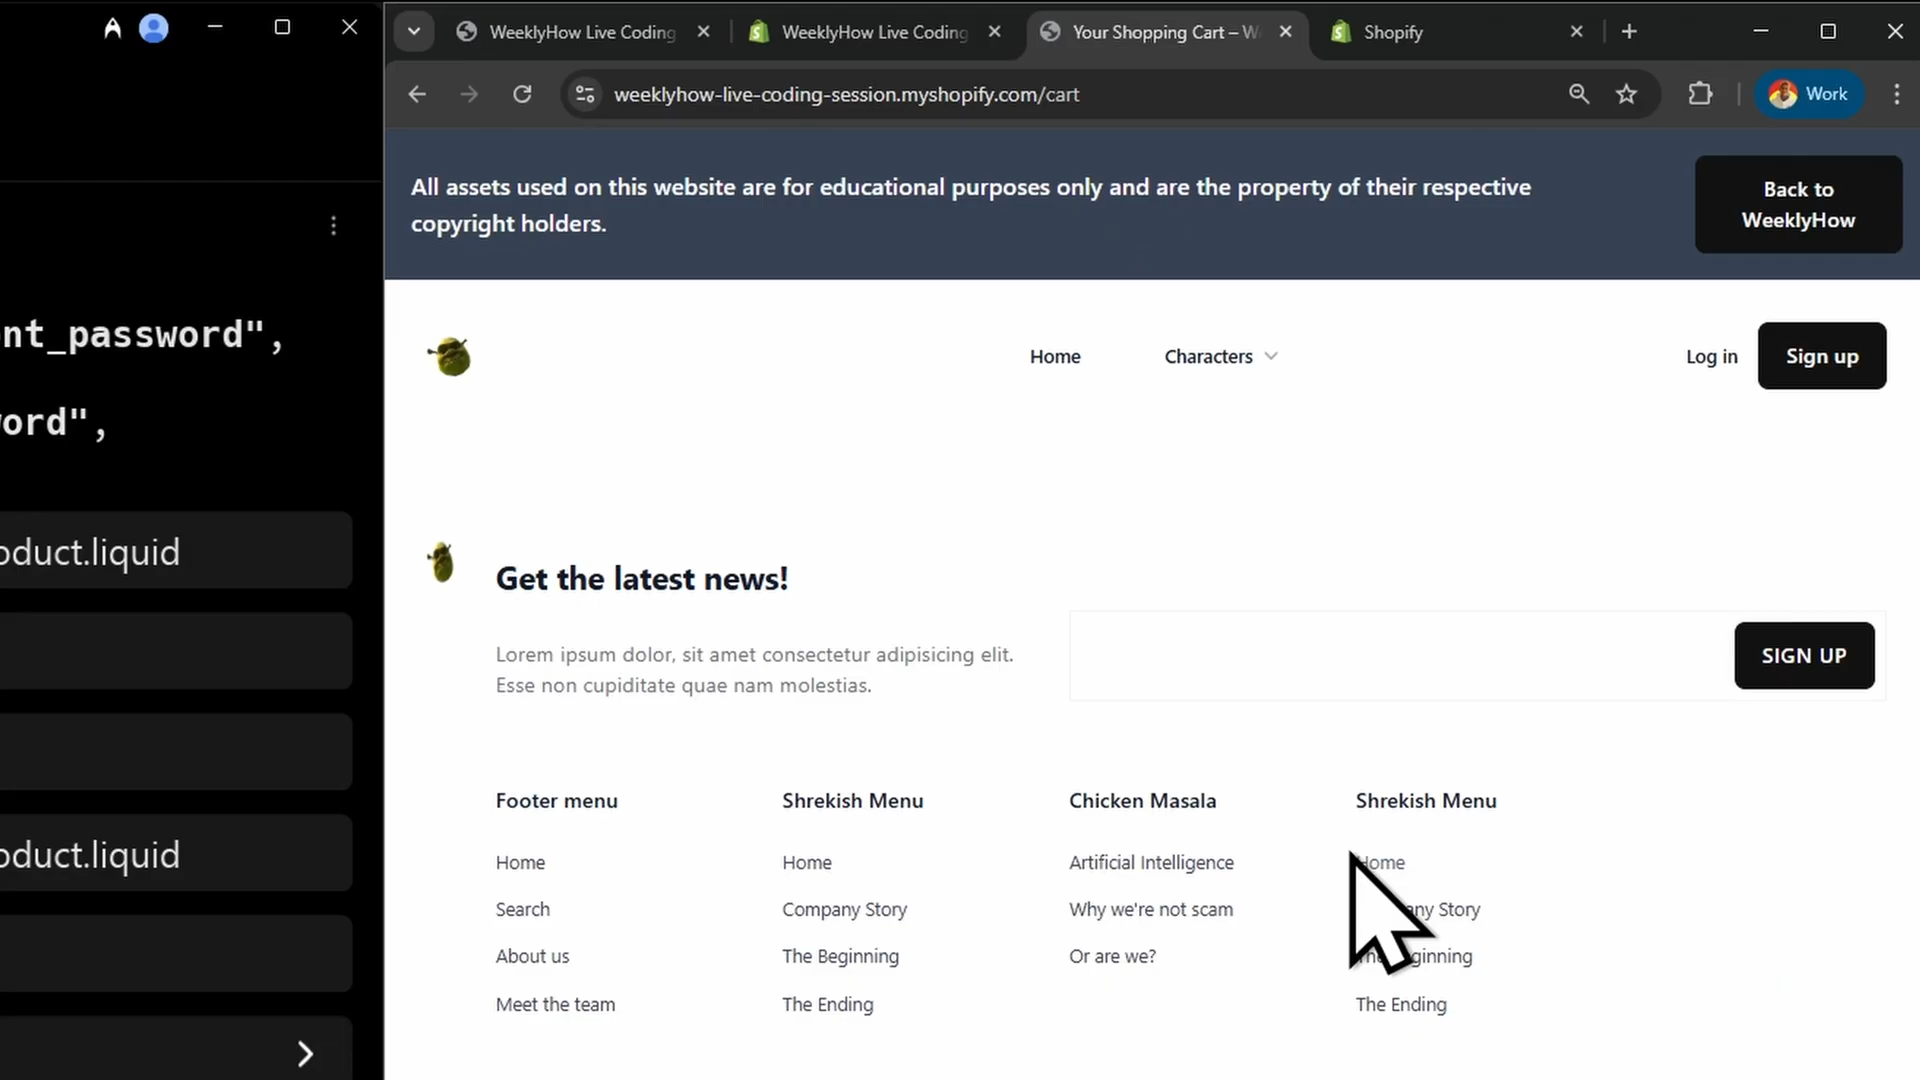 WeeklyHow Live Coding
WeeklyHow Live Coding
Your Shopping Cart – W
Shopify
weeklyhow-live-coding-session.myshopify.com/cart
Work
nt_password",
ord",
oduct.liquid
oduct.liquid
All assets used on this website are for educational purposes only and are the property of their respective
copyright holders.
Back to
WeeklyHow
Home
Characters
Log in
Sign up
Get the latest news!
Lorem ipsum dolor, sit amet consectetur adipisicing elit.
Esse non cupiditate quae nam molestias.
SIGN UP
Footer menu
Home
Search
About us
Meet the team
Shrekish Menu
Home
Company Story
The Beginning
The Ending
Chicken Masala
Artificial Intelligence
Why we're not scam
Or are we?
Shrekish Menu
Home
ny Story
ginning
The Ending